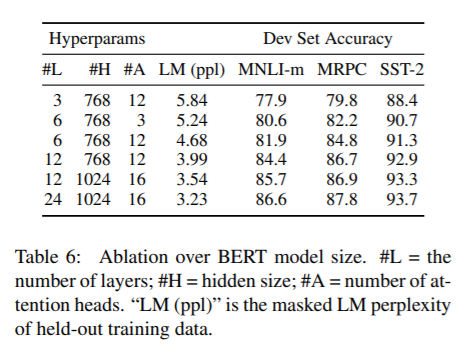 Hyperparams Dev Set Accuracy
#L #H #A LM (ppl) MNLI-m MRPC SST-2
3 768 12 5.84 77.9 79.8 88.4
6 768 3 5.24 80.6 82.2 90.7
6 768 12 4.68 81.9 84.8 91.3
12 768 12 3.99 84.4 86.7 92.9
12 1024 16 3.54 85.7 86.9 93.3
24 1024 16 3.23 86.6 87.8 93.7
Table 6: Ablation over BERT model size. #L = the
number of layers; #H = hidden size; #A = number of at-
tention heads. “LM (ppl)” is the masked LM perplexity
of held-out training data.